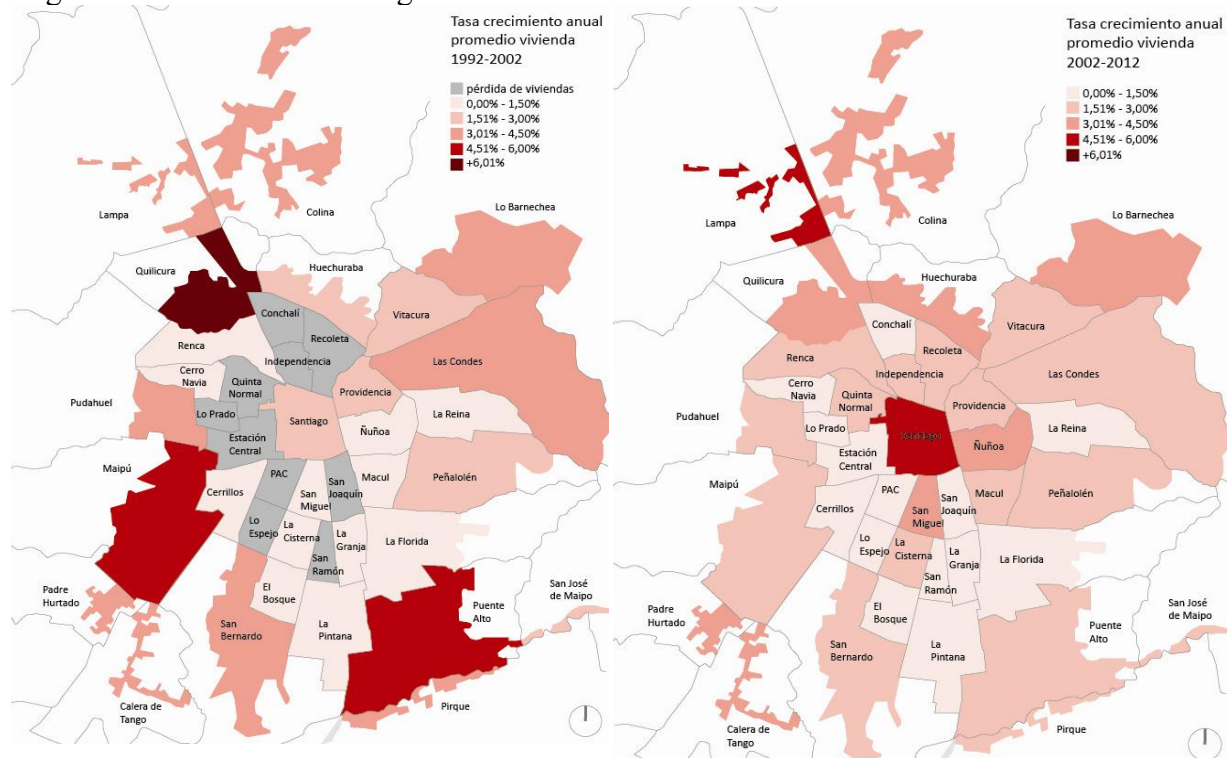 Tasa crecimiento anual
promedio vivienda
1992-2002
pérdida de viviendas
0,00% - 1,50%
1,51% - 3,00%
3,01% - 4,50%
4,51% - 6,00%
+6,01%
Lampa
Colina
Lo Barnechea
Quilicura
Huechuraba
Conchalí
Recoleta
Vitacura
Renca
Independencia
Las Condes
Cerro
Navia
Quinta
Normal
Providencia
Pudahuel
Lo Prado
Santiago
La Reina
Ñuñoa
Estación
Central
Maipú
PAC
San
Joaquín
Macul
Peñalolén
Cerrillos
San
Miguel
Lo
Espejo
La
Cisterna
La
Granja
La Florida
San
Ramón
El
Bosque
Padre
Hurtado
San José
de Maipo
Puente
Alto
San
Bernardo
La
Pintana
Calera de
Tango
Pirque
Tasa crecimiento anual
promedio vivienda
2002-2012
0,00% - 1,50%
1,51% - 3,00%
3,01% - 4,50%
4,51% - 6,00%
+6,01%
Lampa
Colina
Lo Barnechea
Quilicura
Huechuraba
Conchalí
Recoleta
Vitacura
Renca
Independencia
Las Condes
Cerro
Navia
Quinta
Normal
Providencia
Pudahuel
Lo Prado
Santiago
La Reina
Ñuñoa
Estación
Central
Maipú
PAC
San
Joaquín
Macul
Peñalolén
Cerrillos
San
Miguel
Lo
Espejo
La
Cisterna
La
Granja
La Florida
San
Ramón
El
Bosque
Padre
Hurtado
San José
de Maipo
Puente
Alto
San
Bernardo
La
Pintana
Calera de
Tango
Pirque